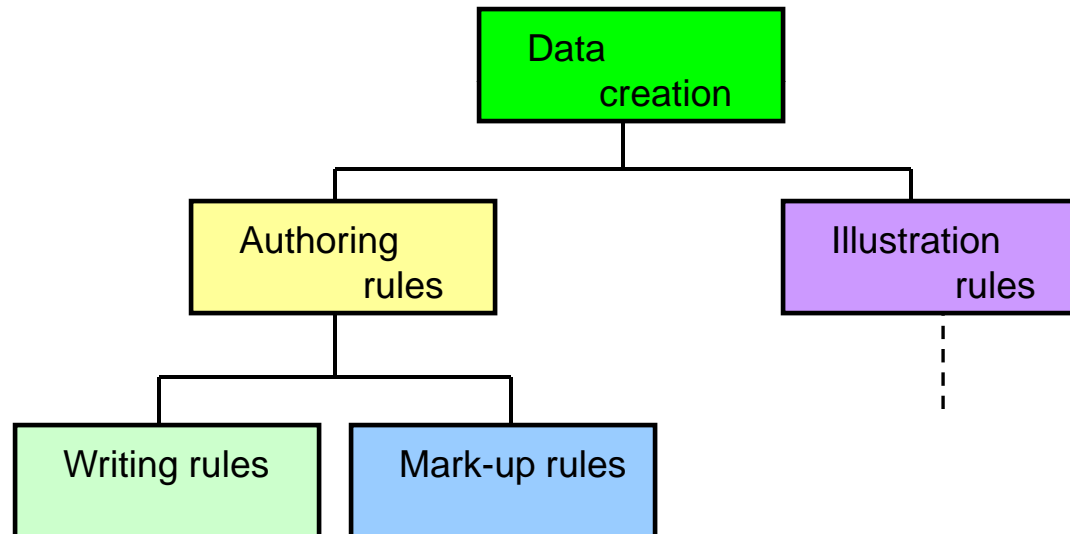 Data
creation
Authoring
rules
Illustration
rules
Writing rules
Mark-up rules